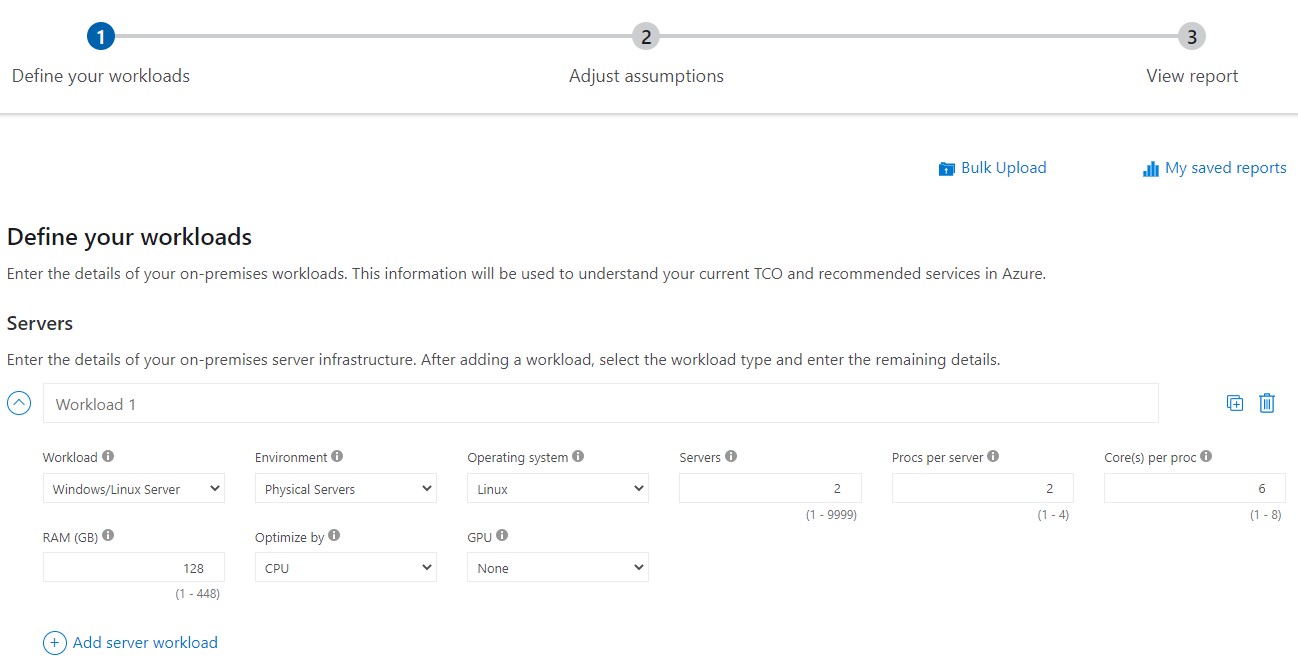 1 2 3
Define your workloads Adjust assumptions View report
Bulk Upload My saved reports
Define your workloads
Enter the details of your on-premises workloads. This information will be used to understand your current TCO and recommended services in Azure.
Servers
Enter the details of your on-premises server infrastructure. After adding a workload, select the workload type and enter the remaining details.
Workload 1
Workload Environment Operating system Servers Procs per server Core(s) per proc
Windows/Linux Server Physical Servers Linux 2 2 6
(1 - 9999) (1 - 4) (1 - 8)
RAM (GB) Optimize by GPU
128 CPU None
(1 - 448)
Add server workload